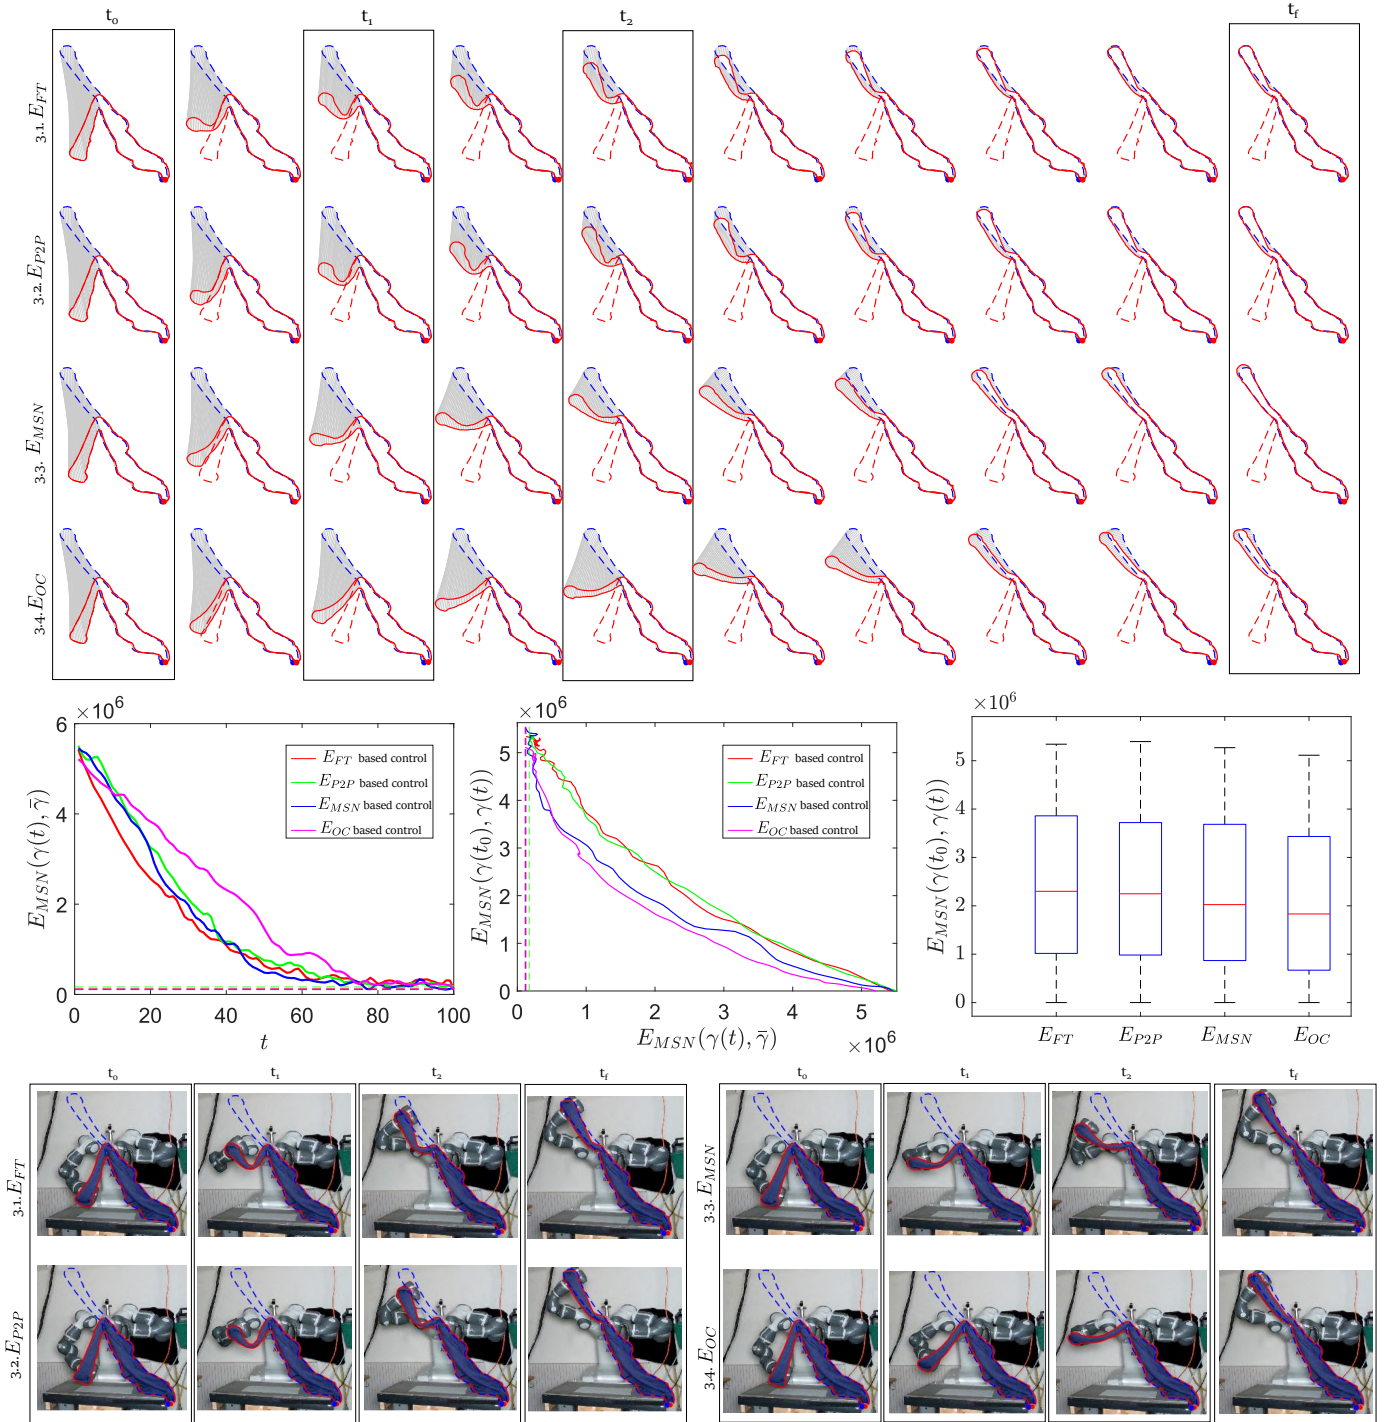 t₀ t₁ t₂ t_f
3.1. E_FT
3.2. E_P2P
3.3. E_MSN
3.4. E_OC
×10⁶
6
4
2
0
0 20 40 60 80 100
t
E_MSN(γ(t), γ̄)
E_FT based control
E_P2P based control
E_MSN based control
E_OC based control
×10⁶
5
4
3
2
1
0
0 1 2 3 4 5
×10⁶
E_MSN(γ(t), γ̄)
E_MSN(γ(t₀), γ(t))
E_FT based control
E_P2P based control
E_MSN based control
E_OC based control
×10⁶
5
4
3
2
1
0
E_FT E_P2P E_MSN E_OC
E_MSN(γ(t₀), γ(t))
t₀ t₁ t₂ t_f
3.1. E_FT
3.2. E_P2P
t₀ t₁ t₂ t_f
3.3. E_MSN
3.4. E_OC